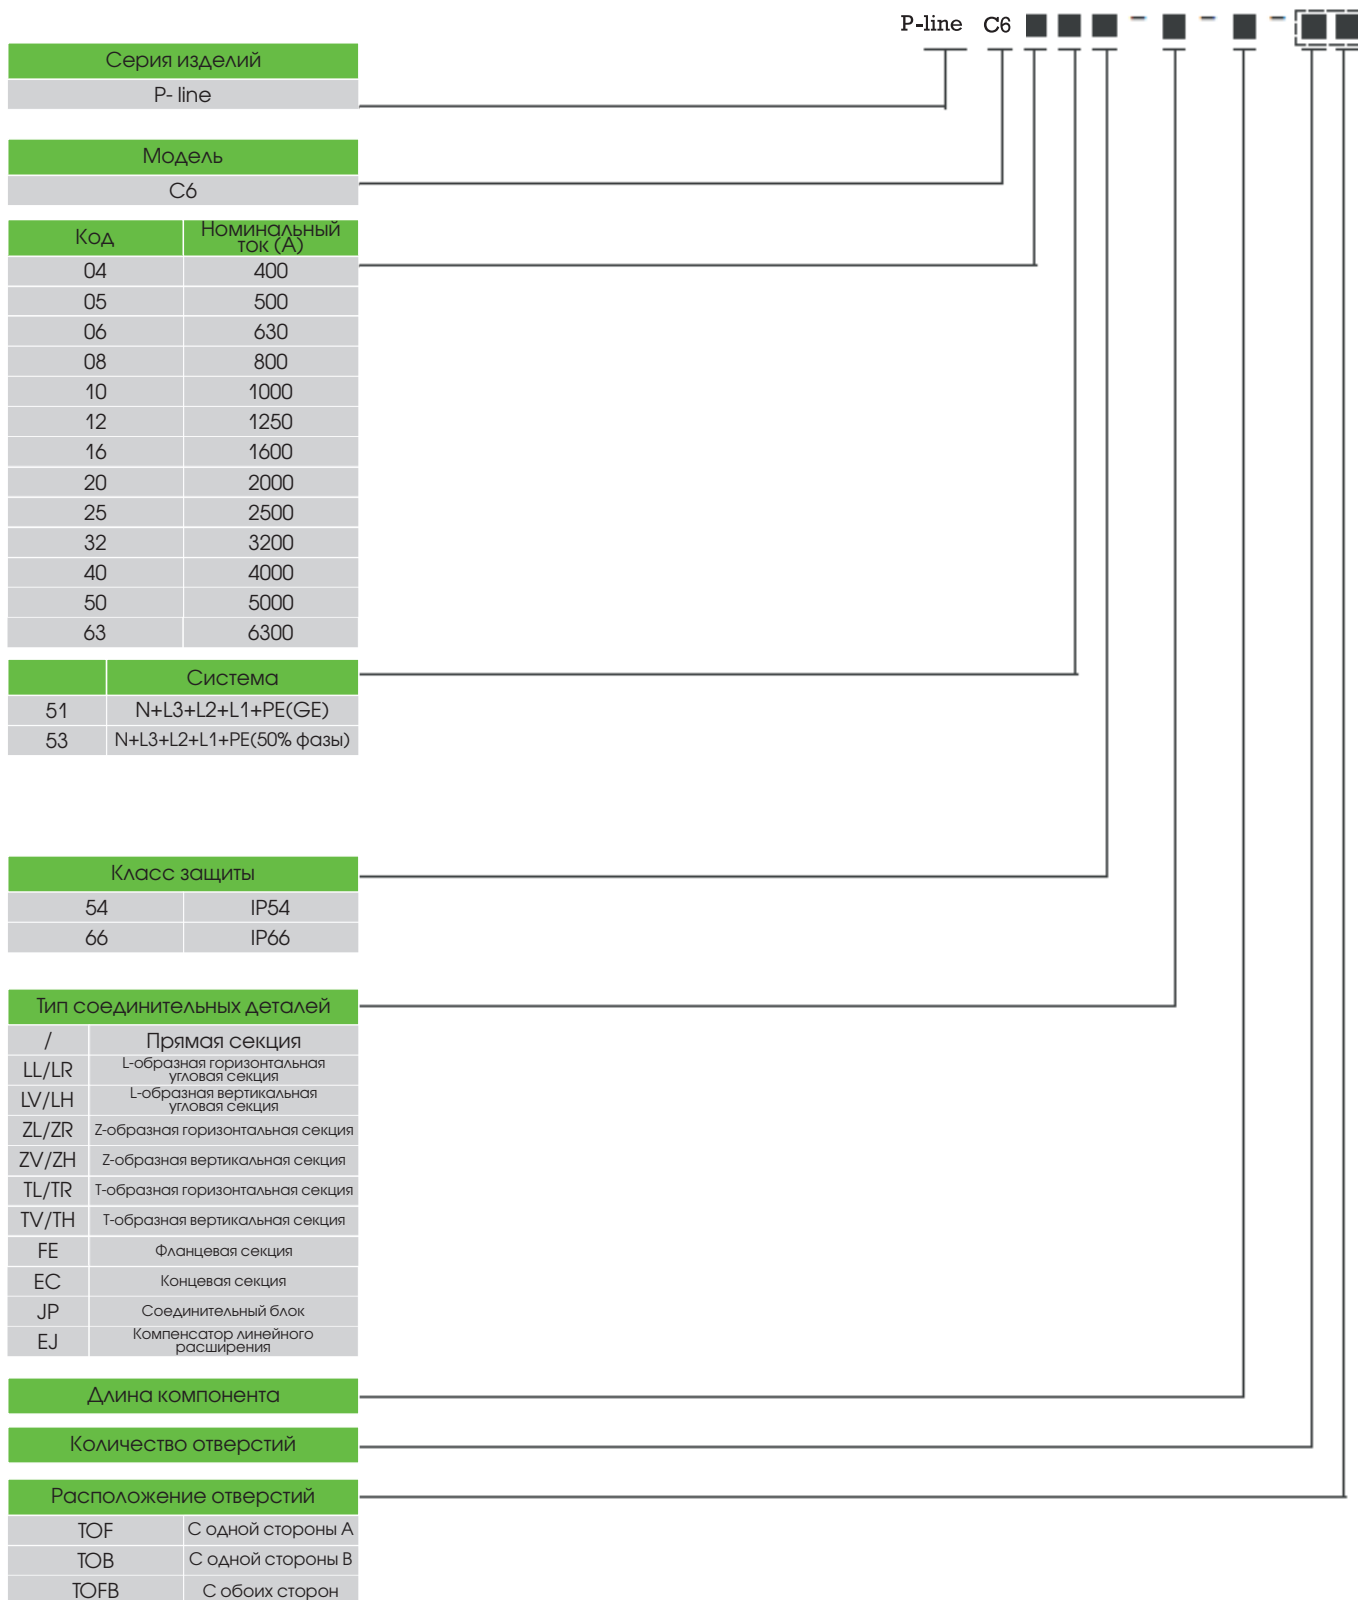 P-line C6 ■ ■ ■ - ■ - ■ - ■ ■
Серия изделий
P- line
Модель
C6
Код Номинальный ток (А)
04 400
05 500
06 630
08 800
10 1000
12 1250
16 1600
20 2000
25 2500
32 3200
40 4000
50 5000
63 6300
Система
51 N+L3+L2+L1+PE(GE)
53 N+L3+L2+L1+PE(50% фазы)
Класс защиты
54 IP54
66 IP66
Тип соединительных деталей
/ Прямая секция
LL/LR L-образная горизонтальная угловая секция
LV/LH L-образная вертикальная угловая секция
ZL/ZR Z-образная горизонтальная секция
ZV/ZH Z-образная вертикальная секция
TL/TR T-образная горизонтальная секция
TV/TH T-образная вертикальная секция
FE Фланцевая секция
EC Концевая секция
JP Соединительный блок
EJ Компенсатор линейного расширения
Длина компонента
Количество отверстий
Расположение отверстий
TOF С одной стороны А
TOB С одной стороны В
TOFB С обоих сторон